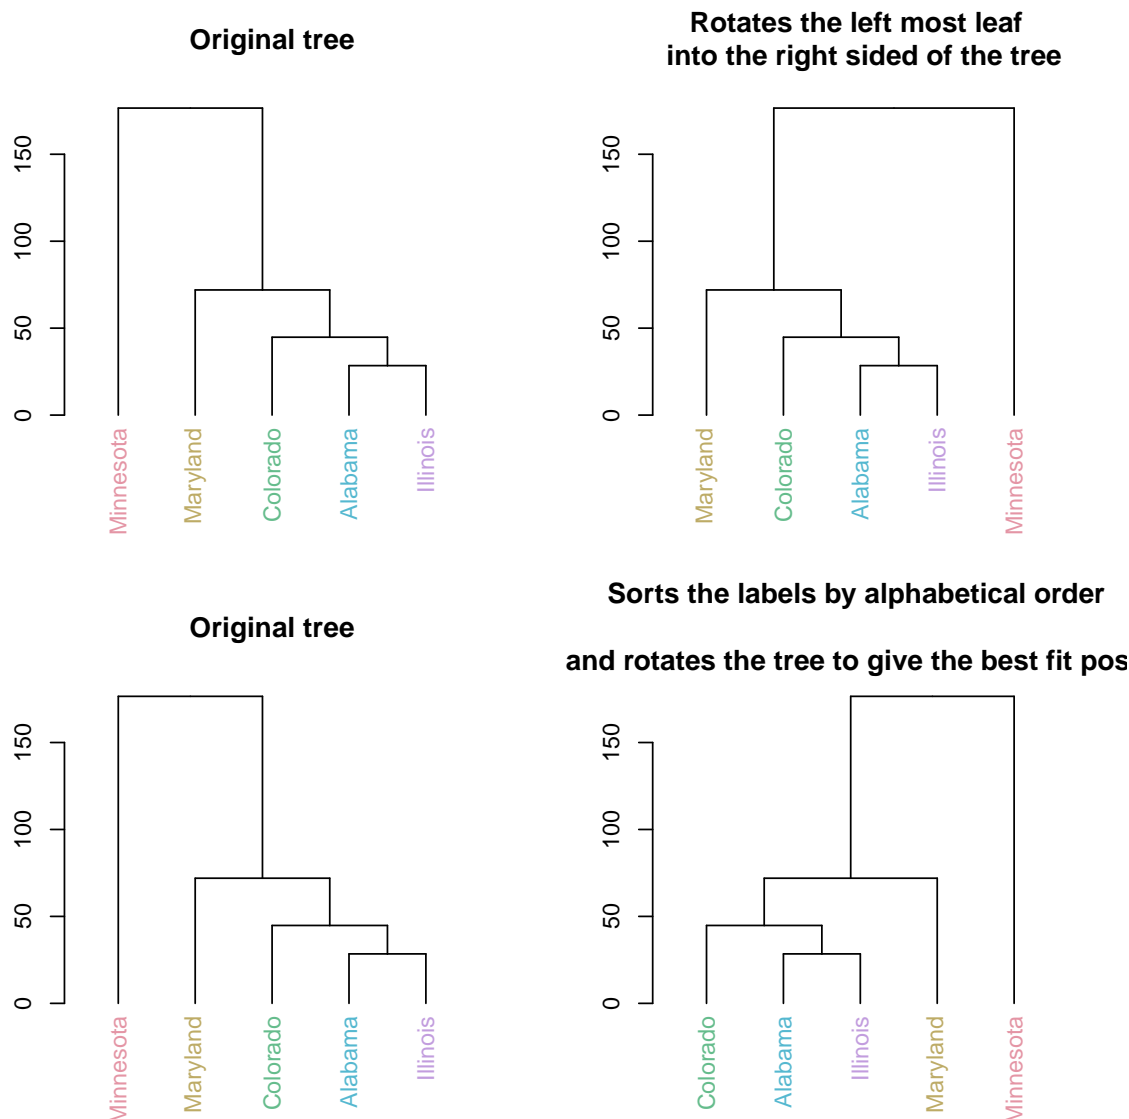 Original tree
150
100
50
0
Minnesota
Maryland
Colorado
Alabama
Illinois
Rotates the left most leaf
into the right sided of the tree
150
100
50
0
Maryland
Colorado
Alabama
Illinois
Minnesota
Original tree
150
100
50
0
Minnesota
Maryland
Colorado
Alabama
Illinois
Sorts the labels by alphabetical order
and rotates the tree to give the best fit pos
150
100
50
0
Colorado
Alabama
Illinois
Maryland
Minnesota